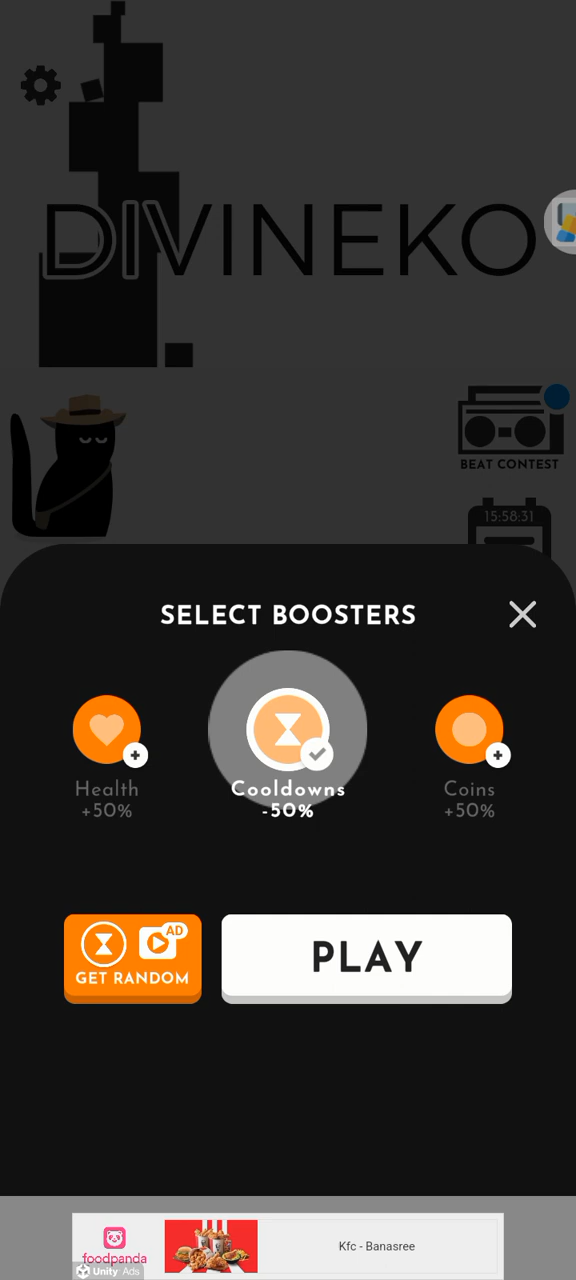 DIVINEKO
BEAT CONTEST
15:58:31
SELECT BOOSTERS
Health
+50%
Cooldowns
-50%
Coins
+50%
AD
GET RANDOM
PLAY
foodpanda
Kfc - Banasree
Unity Ads